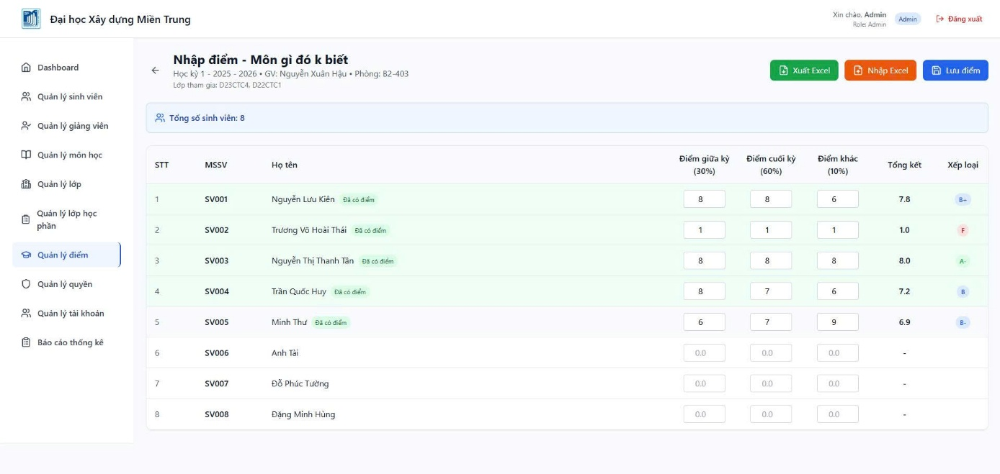 Đại học Xây dựng Miền Trung
Xin chào, Admin
Role: Admin
Admin
Đăng xuất
Dashboard
Quản lý sinh viên
Quản lý giảng viên
Quản lý môn học
Quản lý lớp
Quản lý lớp học
phần
Quản lý điểm
Quản lý quyền
Quản lý tài khoản
Báo cáo thống kê
Nhập điểm - Môn gì đó k biết
Học kỳ 1 - 2025 - 2026 • GV: Nguyễn Xuân Hậu • Phòng: B2-403
Lớp tham gia: D23CTC4, D22CTC1
Xuất Excel
Nhập Excel
Lưu điểm
Tổng số sinh viên: 8
STT MSSV Họ tên Điểm giữa kỳ (30%) Điểm cuối kỳ (60%) Điểm khác (10%) Tổng kết Xếp loại
1 SV001 Nguyễn Lưu Kiên Đã có điểm 8 8 6 7.8 B+
2 SV002 Trương Võ Hoài Thái Đã có điểm 1 1 1 1.0 F
3 SV003 Nguyễn Thị Thanh Tân Đã có điểm 8 8 8 8.0 A-
4 SV004 Trần Quốc Huy Đã có điểm 8 7 6 7.2 B
5 SV005 Minh Thư Đã có điểm 6 7 9 6.9 B-
6 SV006 Anh Tài 0.0 0.0 0.0 -
7 SV007 Đỗ Phúc Tường 0.0 0.0 0.0 -
8 SV008 Đặng Minh Hùng 0.0 0.0 0.0 -